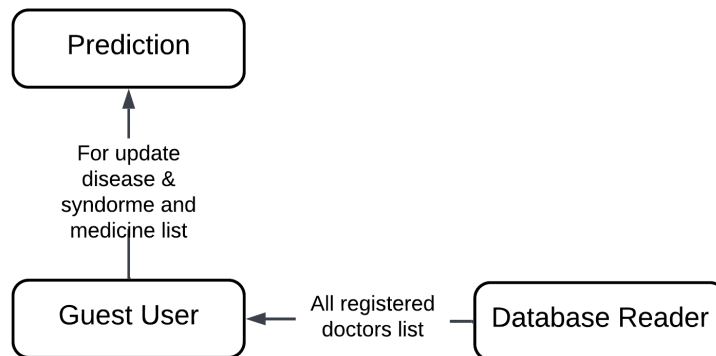 Prediction
For update
disease &
syndorme and
medicine list
Guest User
All registered
doctors list
Database Reader